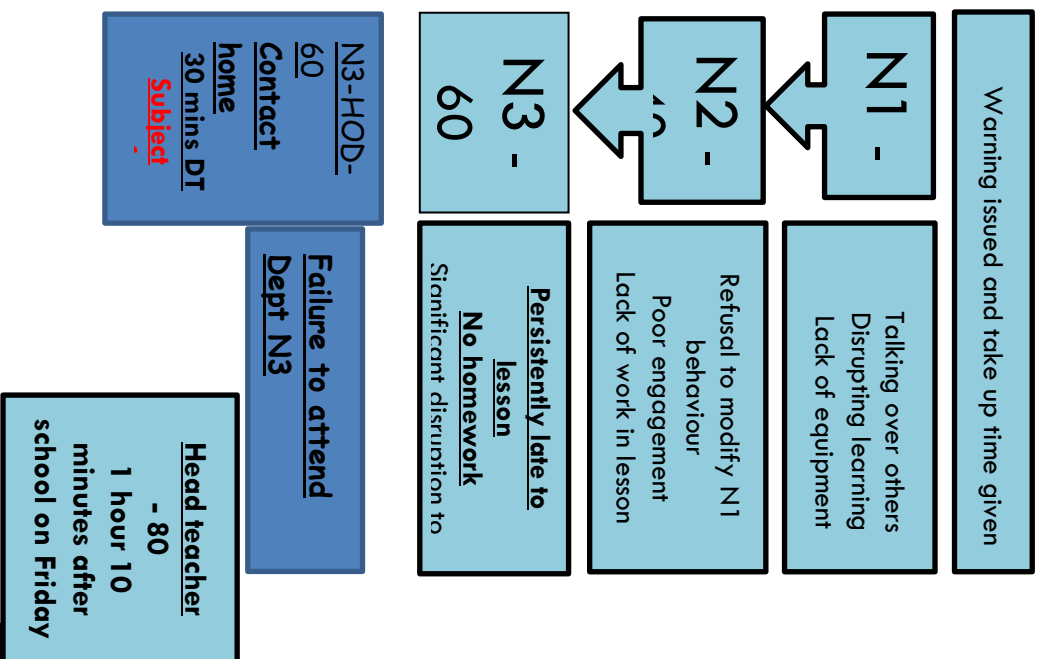 Warning issued and take up time given
N1 -
Talking over others
Disrupting learning
Lack of equipment
N2 -
Refusal to modify N1
behaviour
Poor engagement
Lack of work in lesson
N3 -
60
Persistently late to
lesson
No homework
Significant disruption to
N3-HOD-
60
Contact
home
30 mins DT
Subject
Failure to attend
Dept N3
Head teacher
- 80
1 hour 10
minutes after
school on Friday